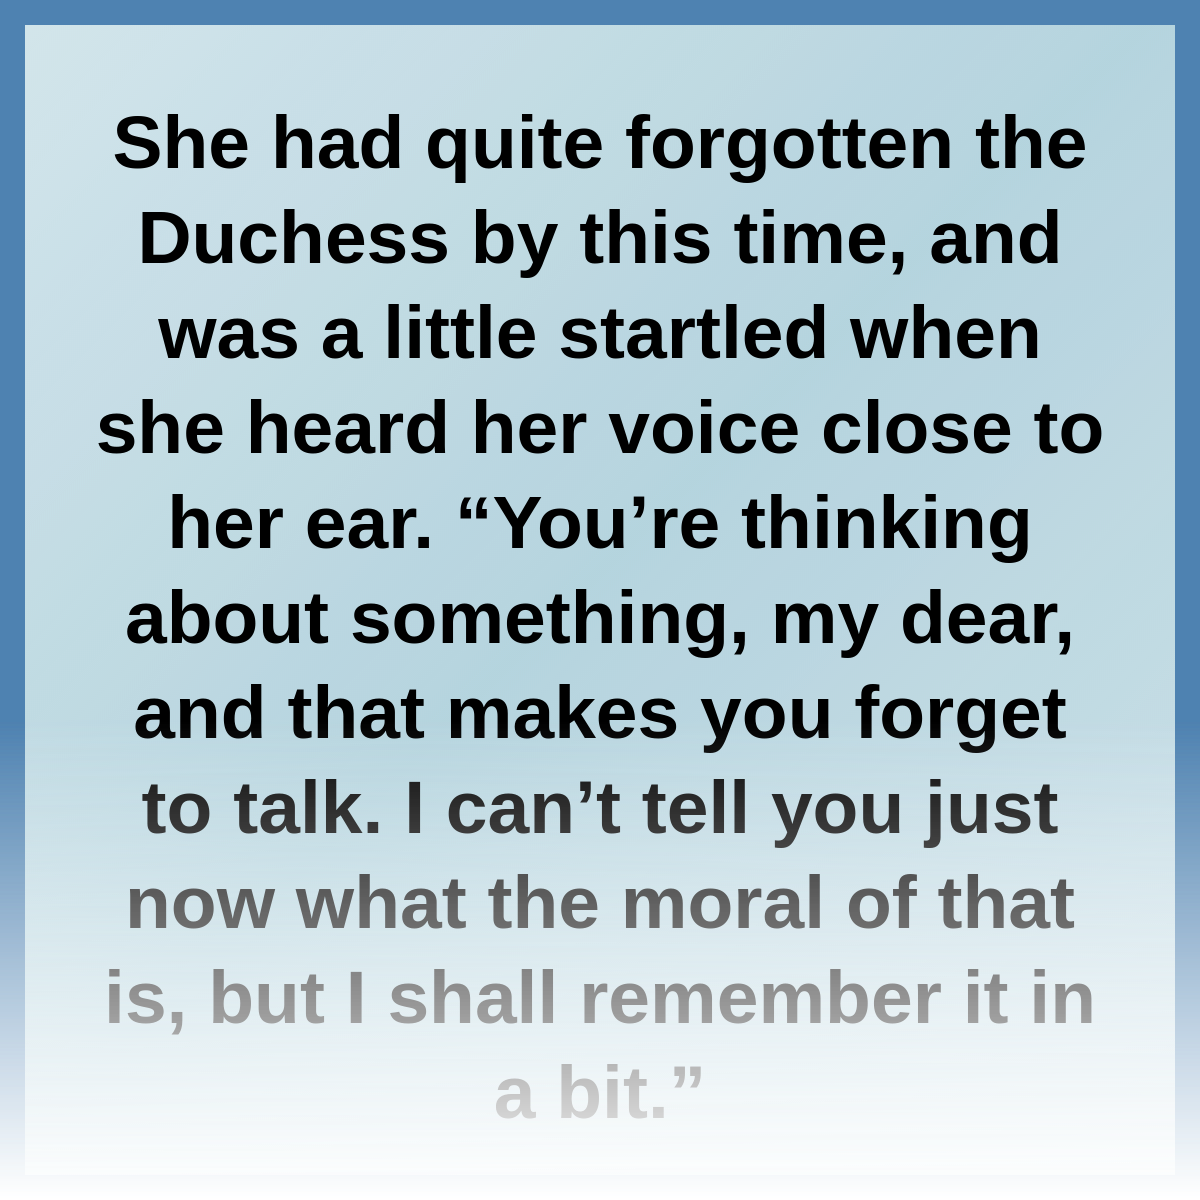 She had quite forgotten the
Duchess by this time, and
was a little startled when
she heard her voice close to
her ear. “You’re thinking
about something, my dear,
and that makes you forget
to talk. I can’t tell you just
now what the moral of that
is, but I shall remember it in
a bit.”